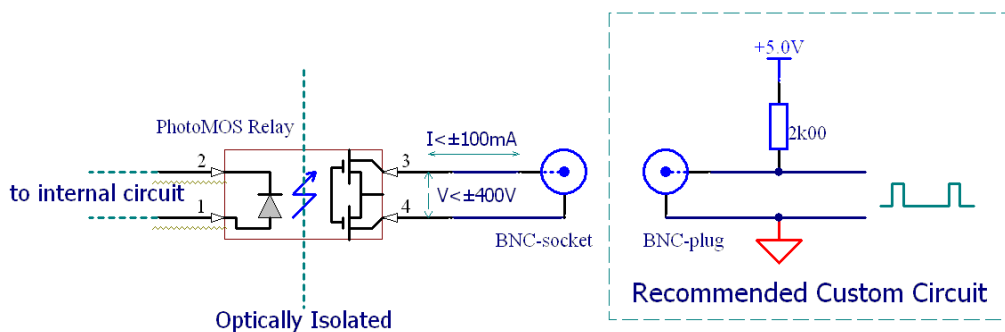 +5.0V
PhotoMOS Relay
I<±100mA
2k00
2
3
to internal circuit
V<±400V
1
4
BNC-socket
BNC-plug
Recommended Custom Circuit
Optically Isolated